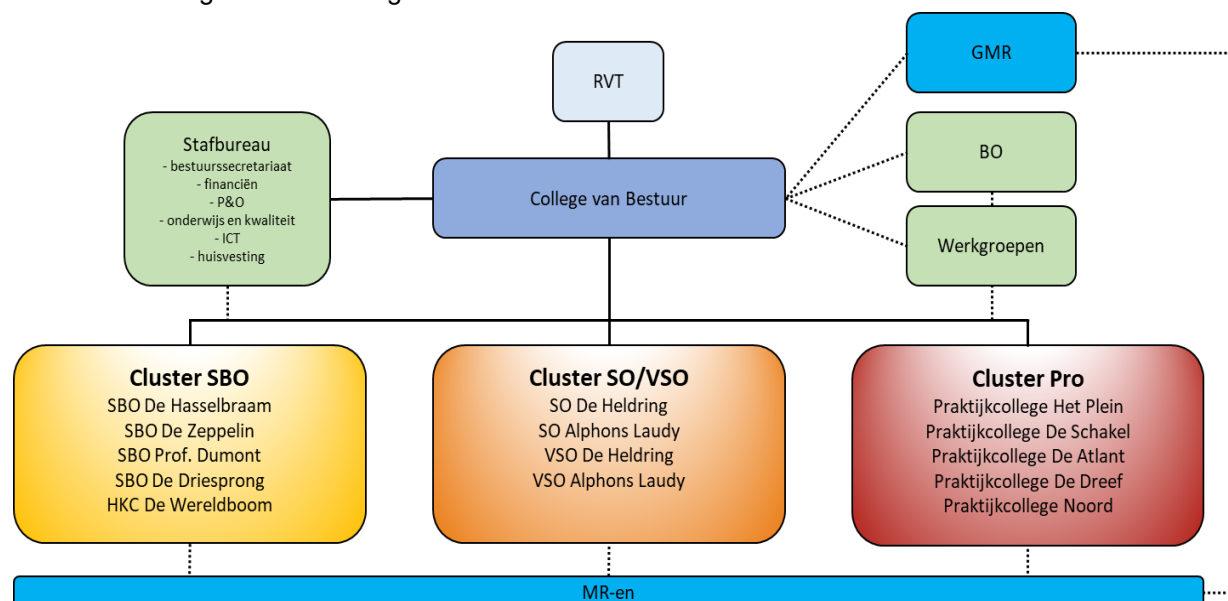 GMR
RVT
Stafbureau
- bestuurssecretariaat
- financiën
- P&O
- onderwijs en kwaliteit
- ICT
- huisvesting
College van Bestuur
BO
Werkgroepen
Cluster SBO
SBO De Hasselbraam
SBO De Zeppelin
SBO Prof. Dumont
SBO De Driesprong
HKC De Wereldboom
Cluster SO/VSO
SO De Heldring
SO Alphons Laudy
VSO De Heldring
VSO Alphons Laudy
Cluster Pro
Praktijkcollege Het Plein
Praktijkcollege De Schakel
Praktijkcollege De Atlant
Praktijkcollege De Dreef
Praktijkcollege Noord
MR-en